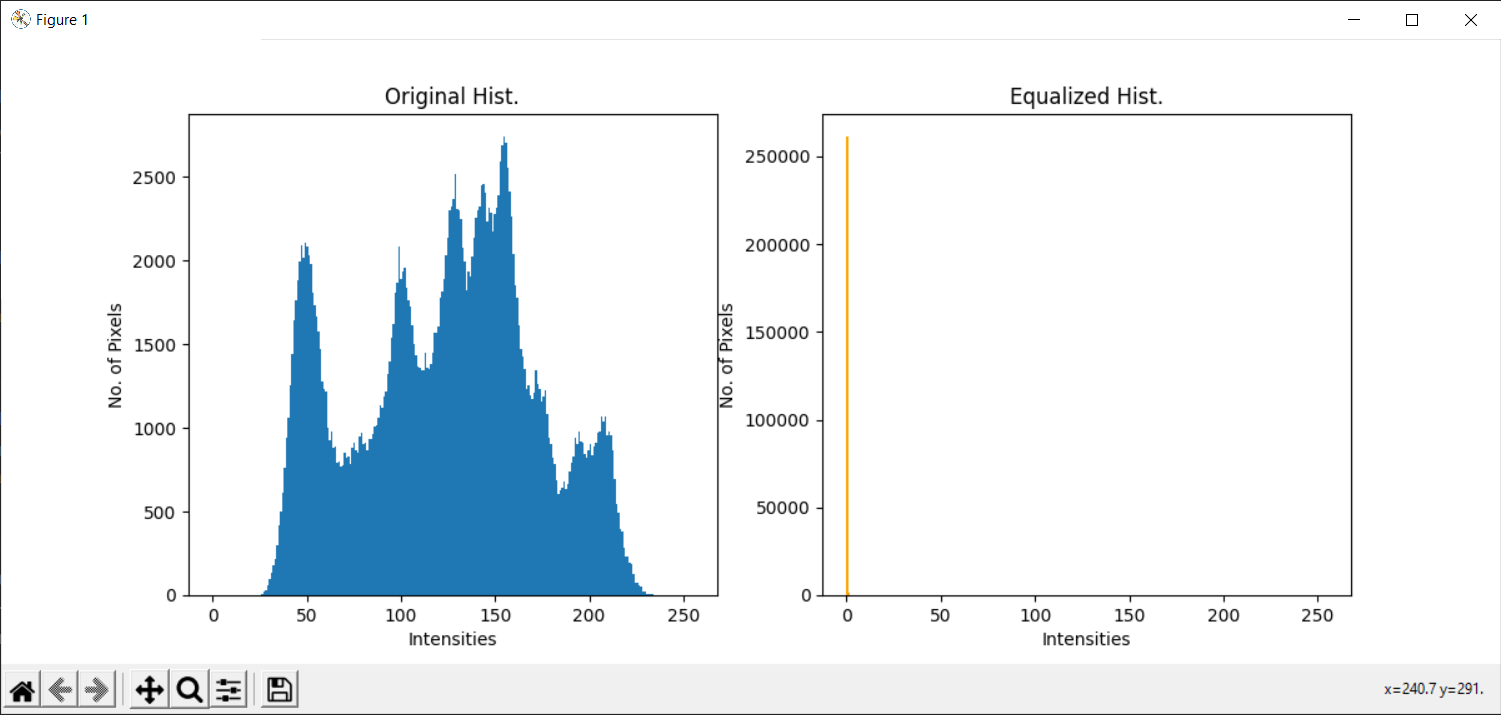 Figure 1
Original Hist.
No. of Pixels
2500
2000
1500
1000
500
0
0 50 100 150 200 250
Intensities
Equalized Hist.
No. of Pixels
250000
200000
150000
100000
50000
0
0 50 100 150 200 250
Intensities
x=240.7 y=291.